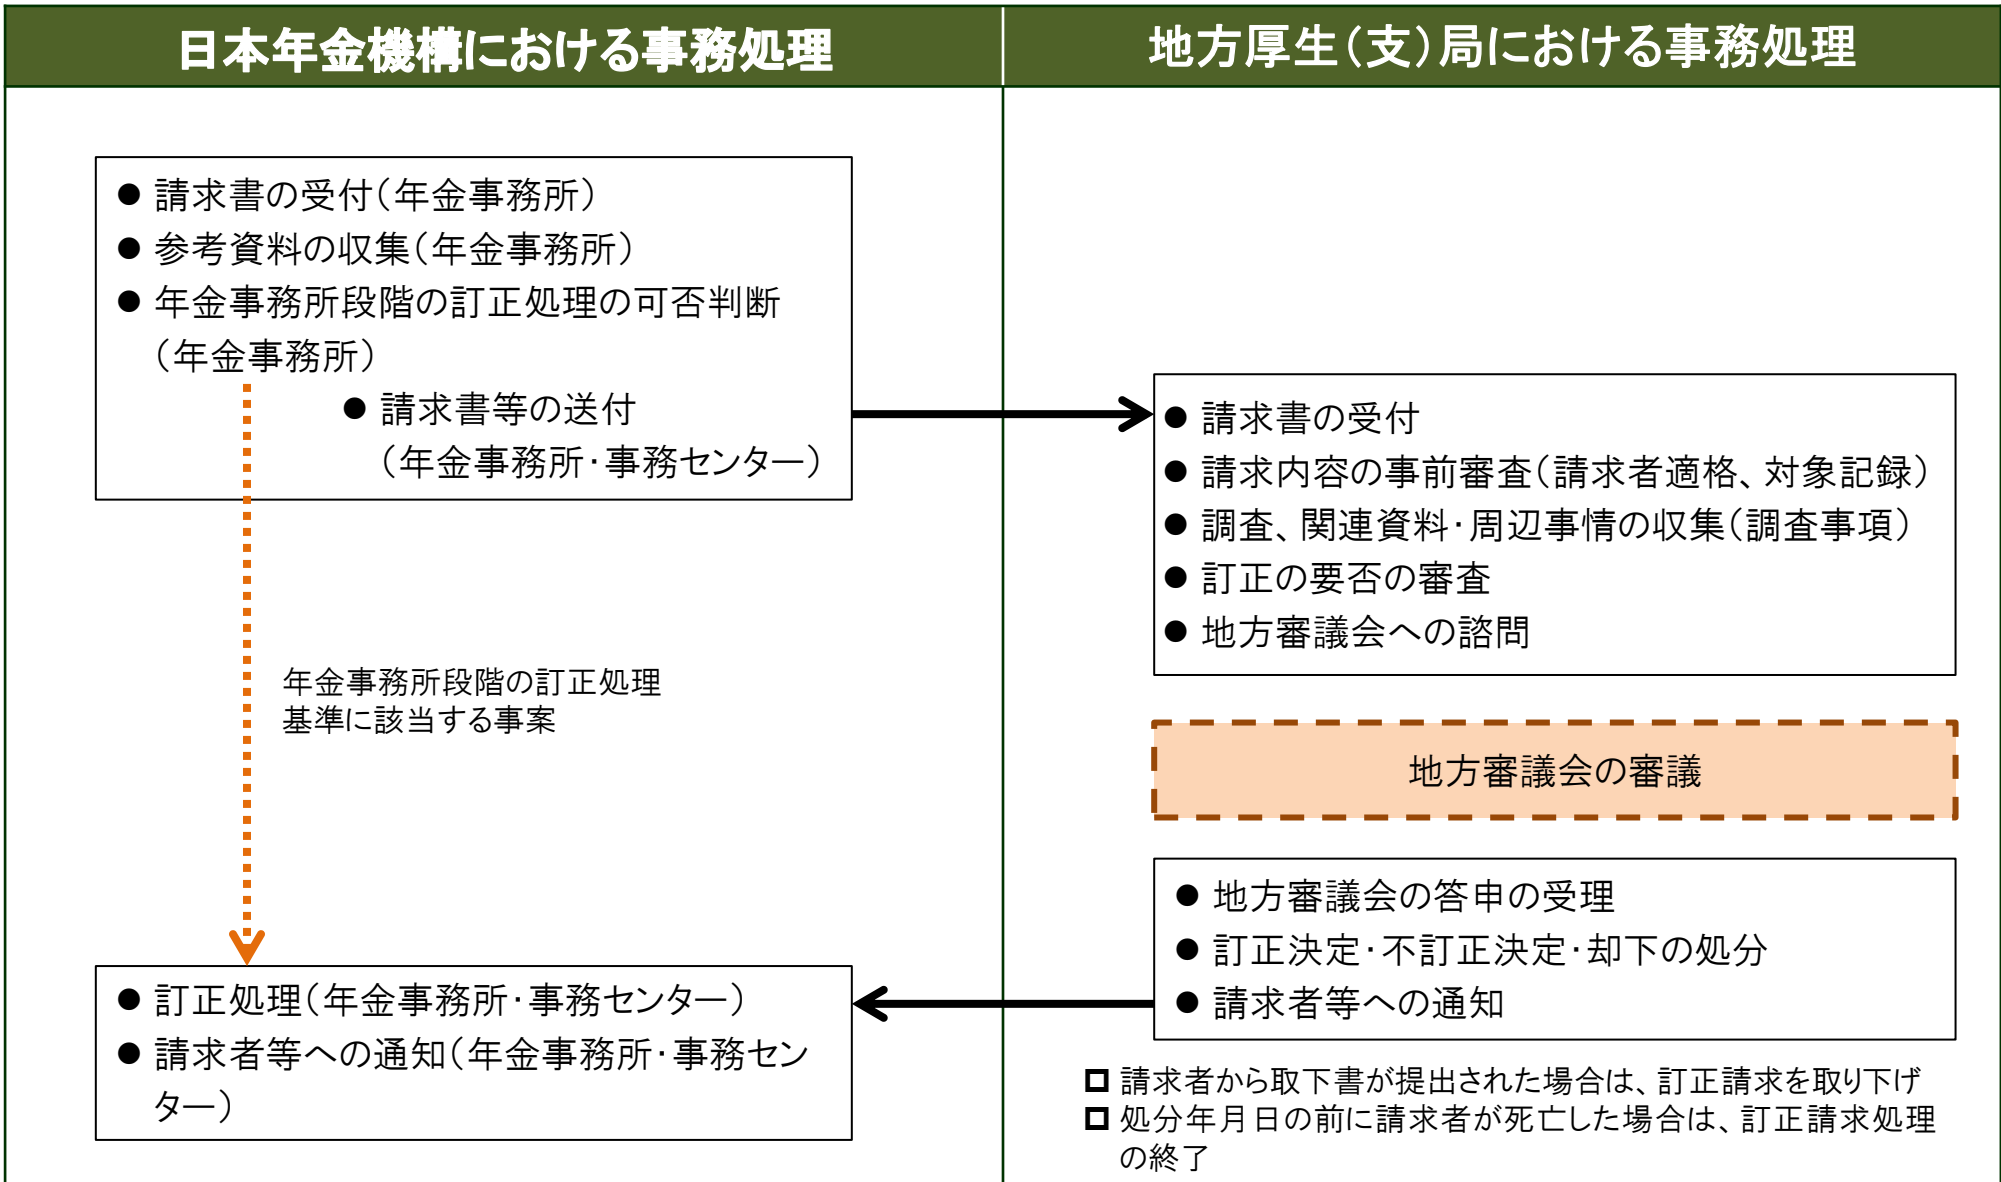 日本年金機構における事務処理
地方厚生（支）局における事務処理
● 請求書の受付（年金事務所）
● 参考資料の収集（年金事務所）
● 年金事務所段階の訂正処理の可否判断
（年金事務所）
● 請求書等の送付
（年金事務所・事務センター）
年金事務所段階の訂正処理
基準に該当する事案
● 訂正処理（年金事務所・事務センター）
● 請求者等への通知（年金事務所・事務セン
ター）
● 請求書の受付
● 請求内容の事前審査（請求者適格、対象記録）
● 調査、関連資料・周辺事情の収集（調査事項）
● 訂正の要否の審査
● 地方審議会への諮問
地方審議会の審議
● 地方審議会の答申の受理
● 訂正決定・不訂正決定・却下の処分
● 請求者等への通知
□ 請求者から取下書が提出された場合は、訂正請求を取り下げ
□ 処分年月日の前に請求者が死亡した場合は、訂正請求処理
の終了